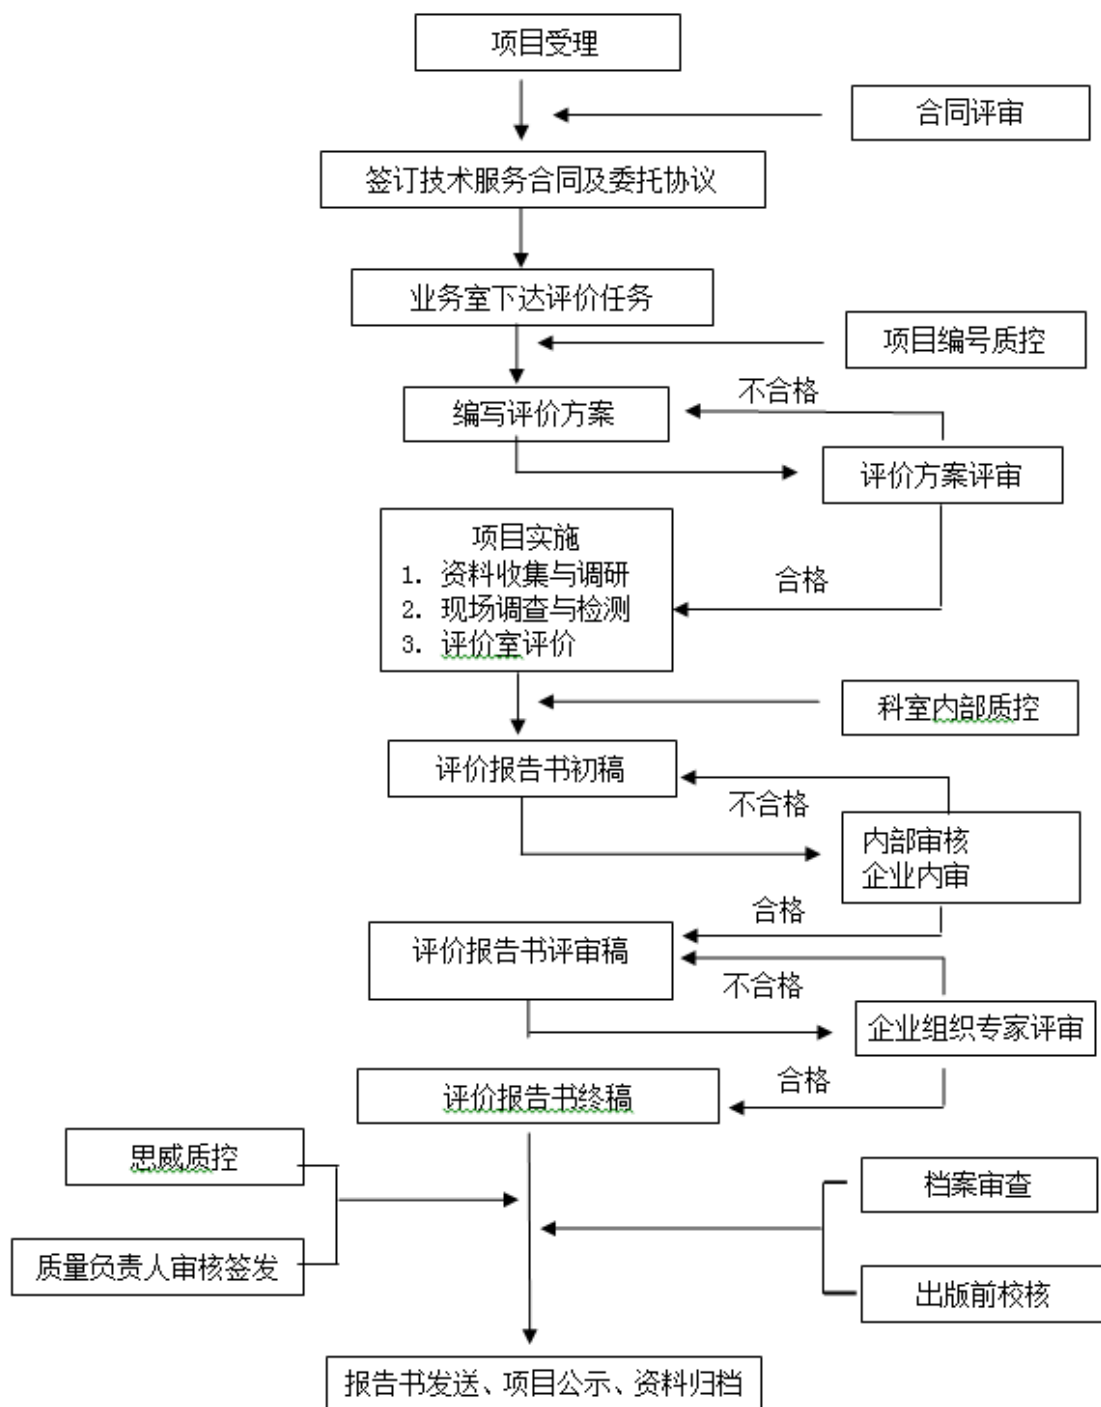 项目受理
合同评审
签订技术服务合同及委托协议
业务室下达评价任务
项目编号质控
不合格
编写评价方案
评价方案评审
项目实施
1. 资料收集与调研
2. 现场调查与检测
3. 评价室评价
合格
科室内部质控
评价报告书初稿
不合格
内部审核
企业内审
合格
评价报告书评审稿
不合格
企业组织专家评审
合格
评价报告书终稿
思威质控
档案审查
质量负责人审核签发
出版前校核
报告书发送、项目公示、资料归档